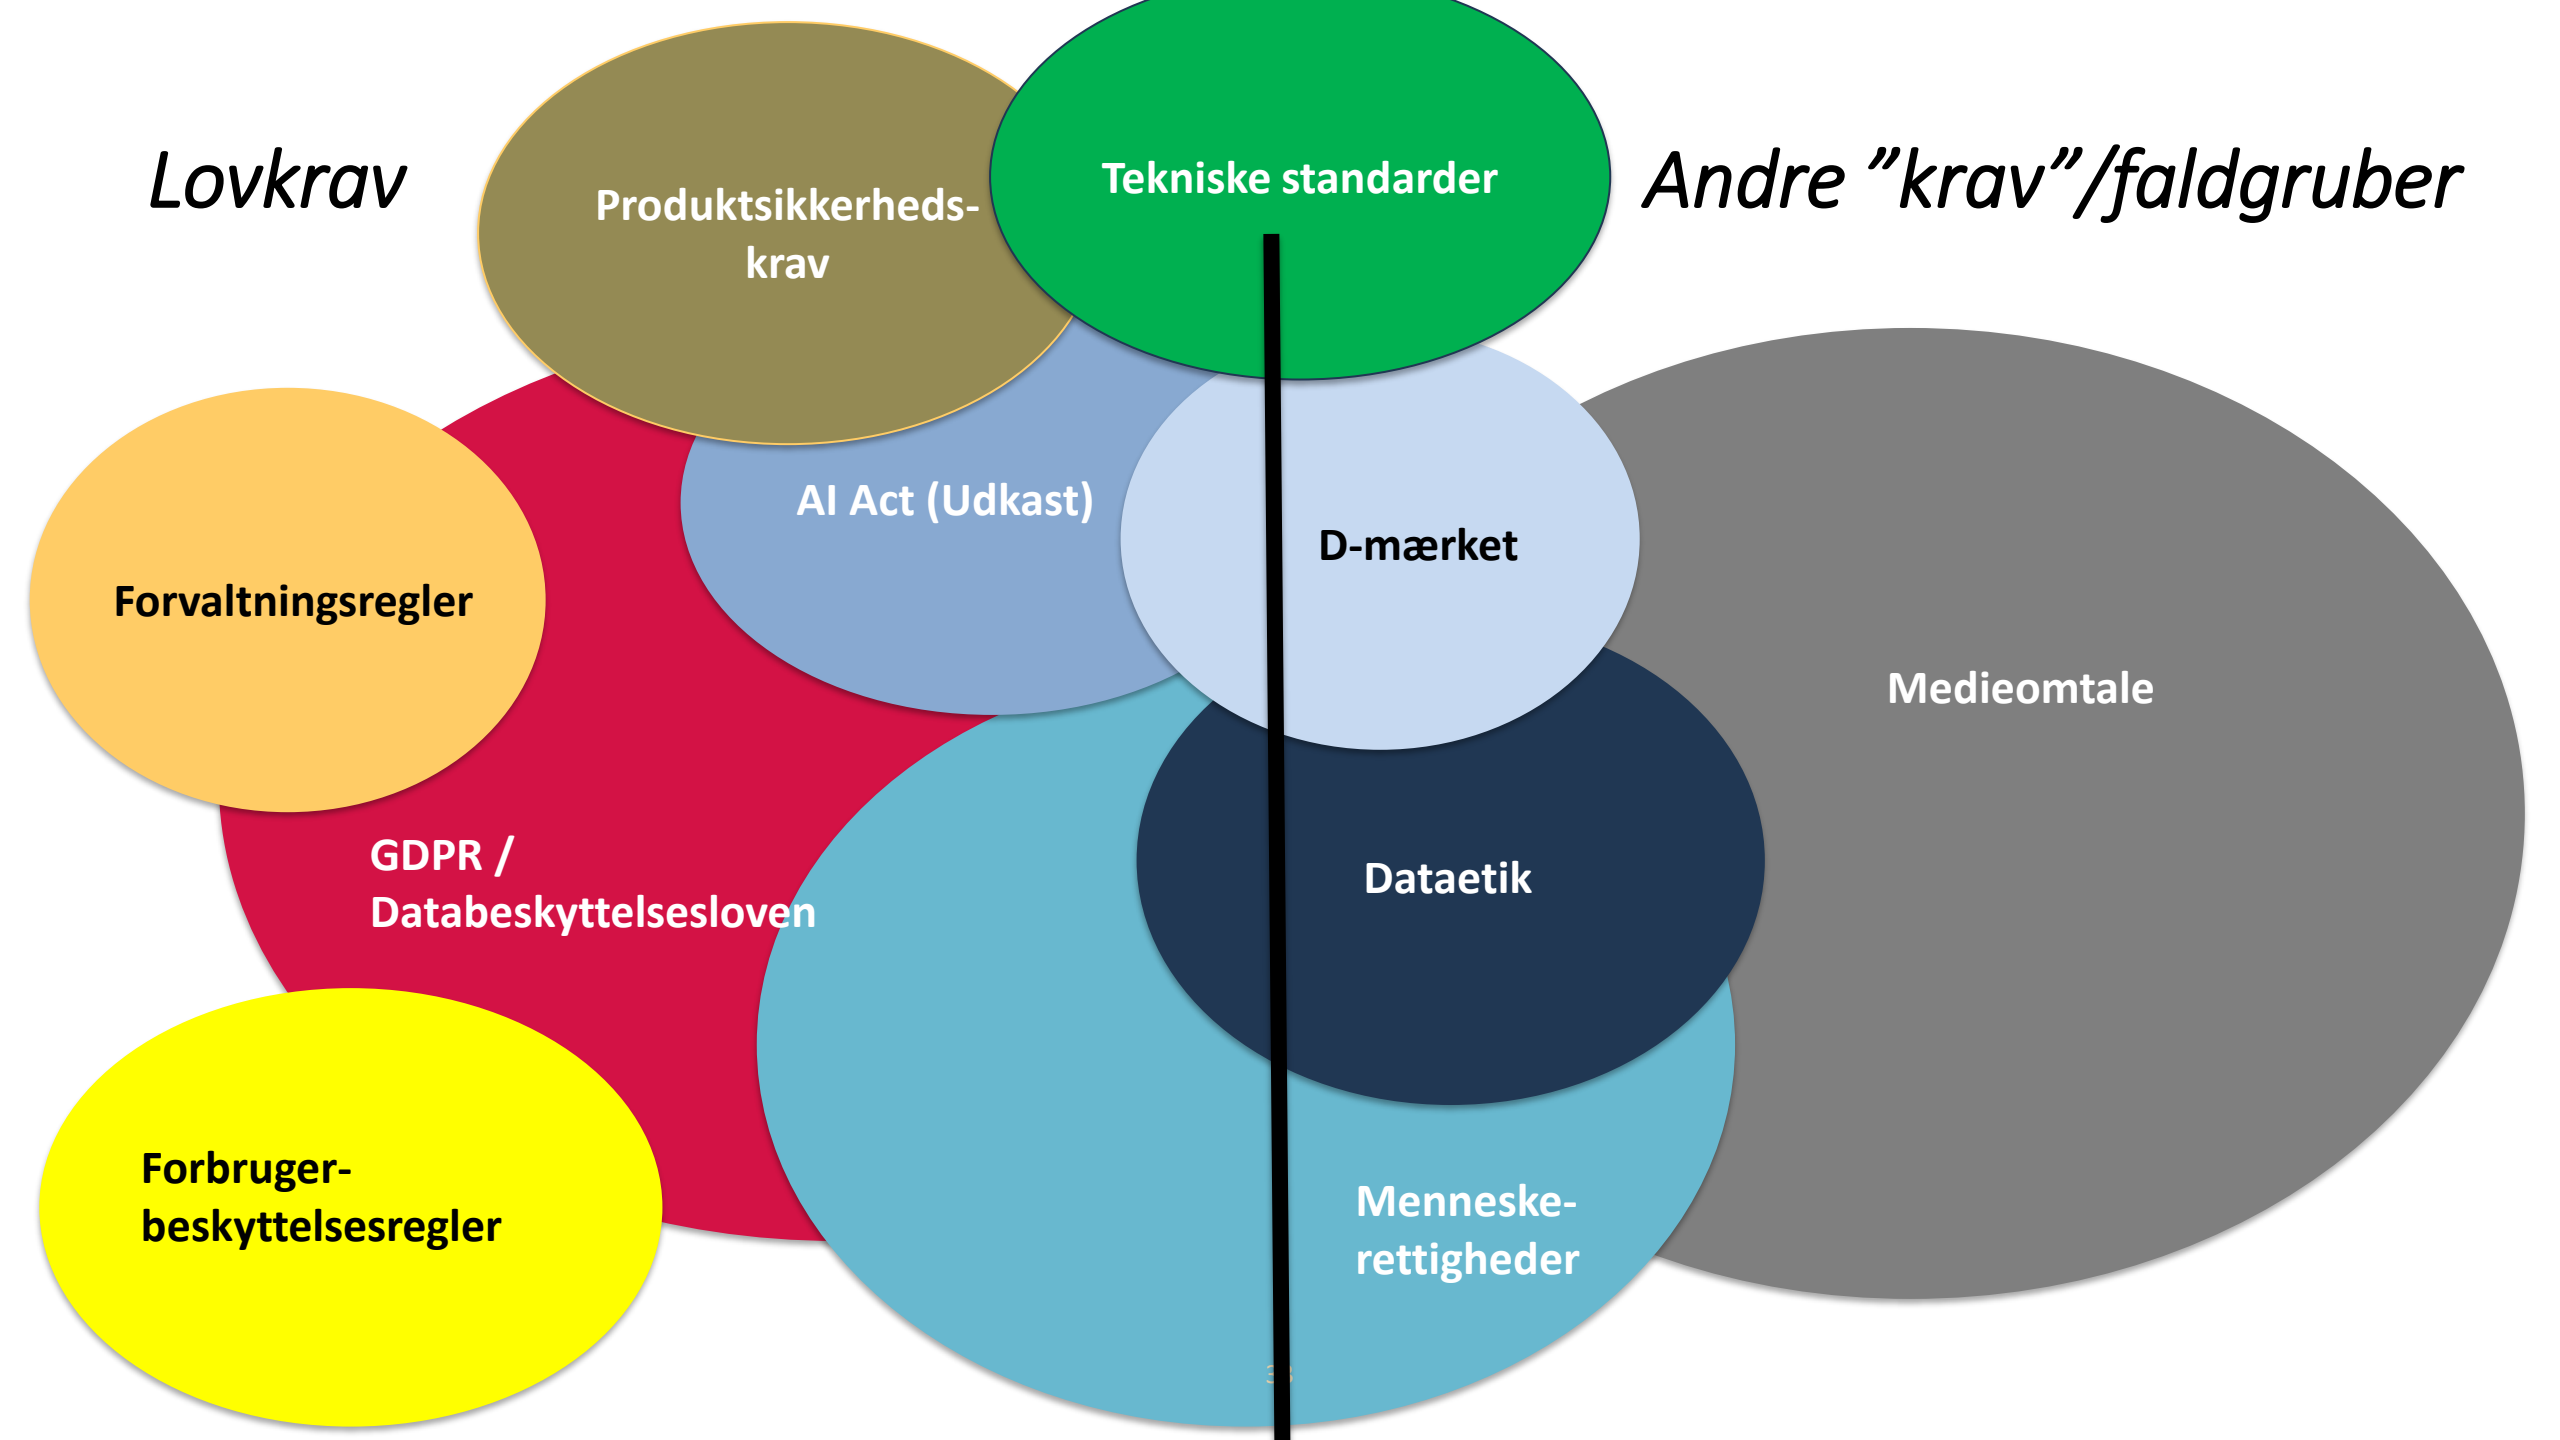 Lovkrav
Produktsikkerheds-
krav
Tekniske standarder
Andre ”krav”/faldgruber
AI Act (Udkast)
D-mærket
Forvaltningsregler
Medieomtale
GDPR /
Databeskyttelsesloven
Dataetik
Forbruger-
beskyttelsesregler
Menneske-
rettigheder